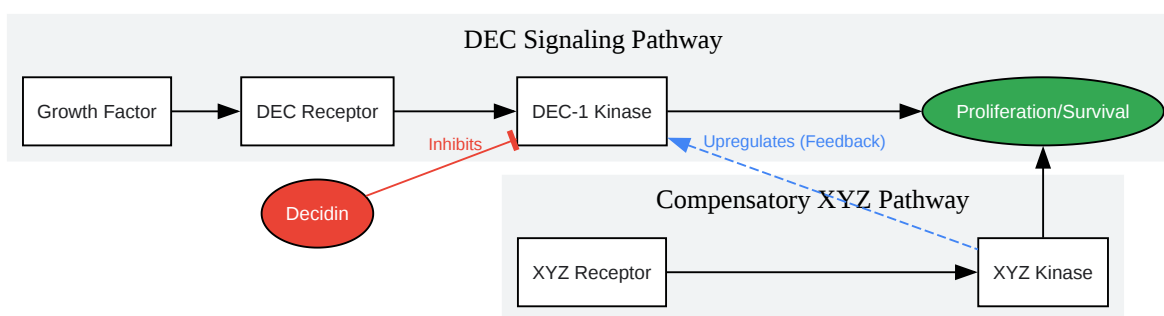 DEC Signaling Pathway
Growth Factor
DEC Receptor
DEC-1 Kinase
Proliferation/Survival
Inhibits
Upregulates (Feedback)
Decidin
Compensatory XYZ Pathway
XYZ Receptor
XYZ Kinase